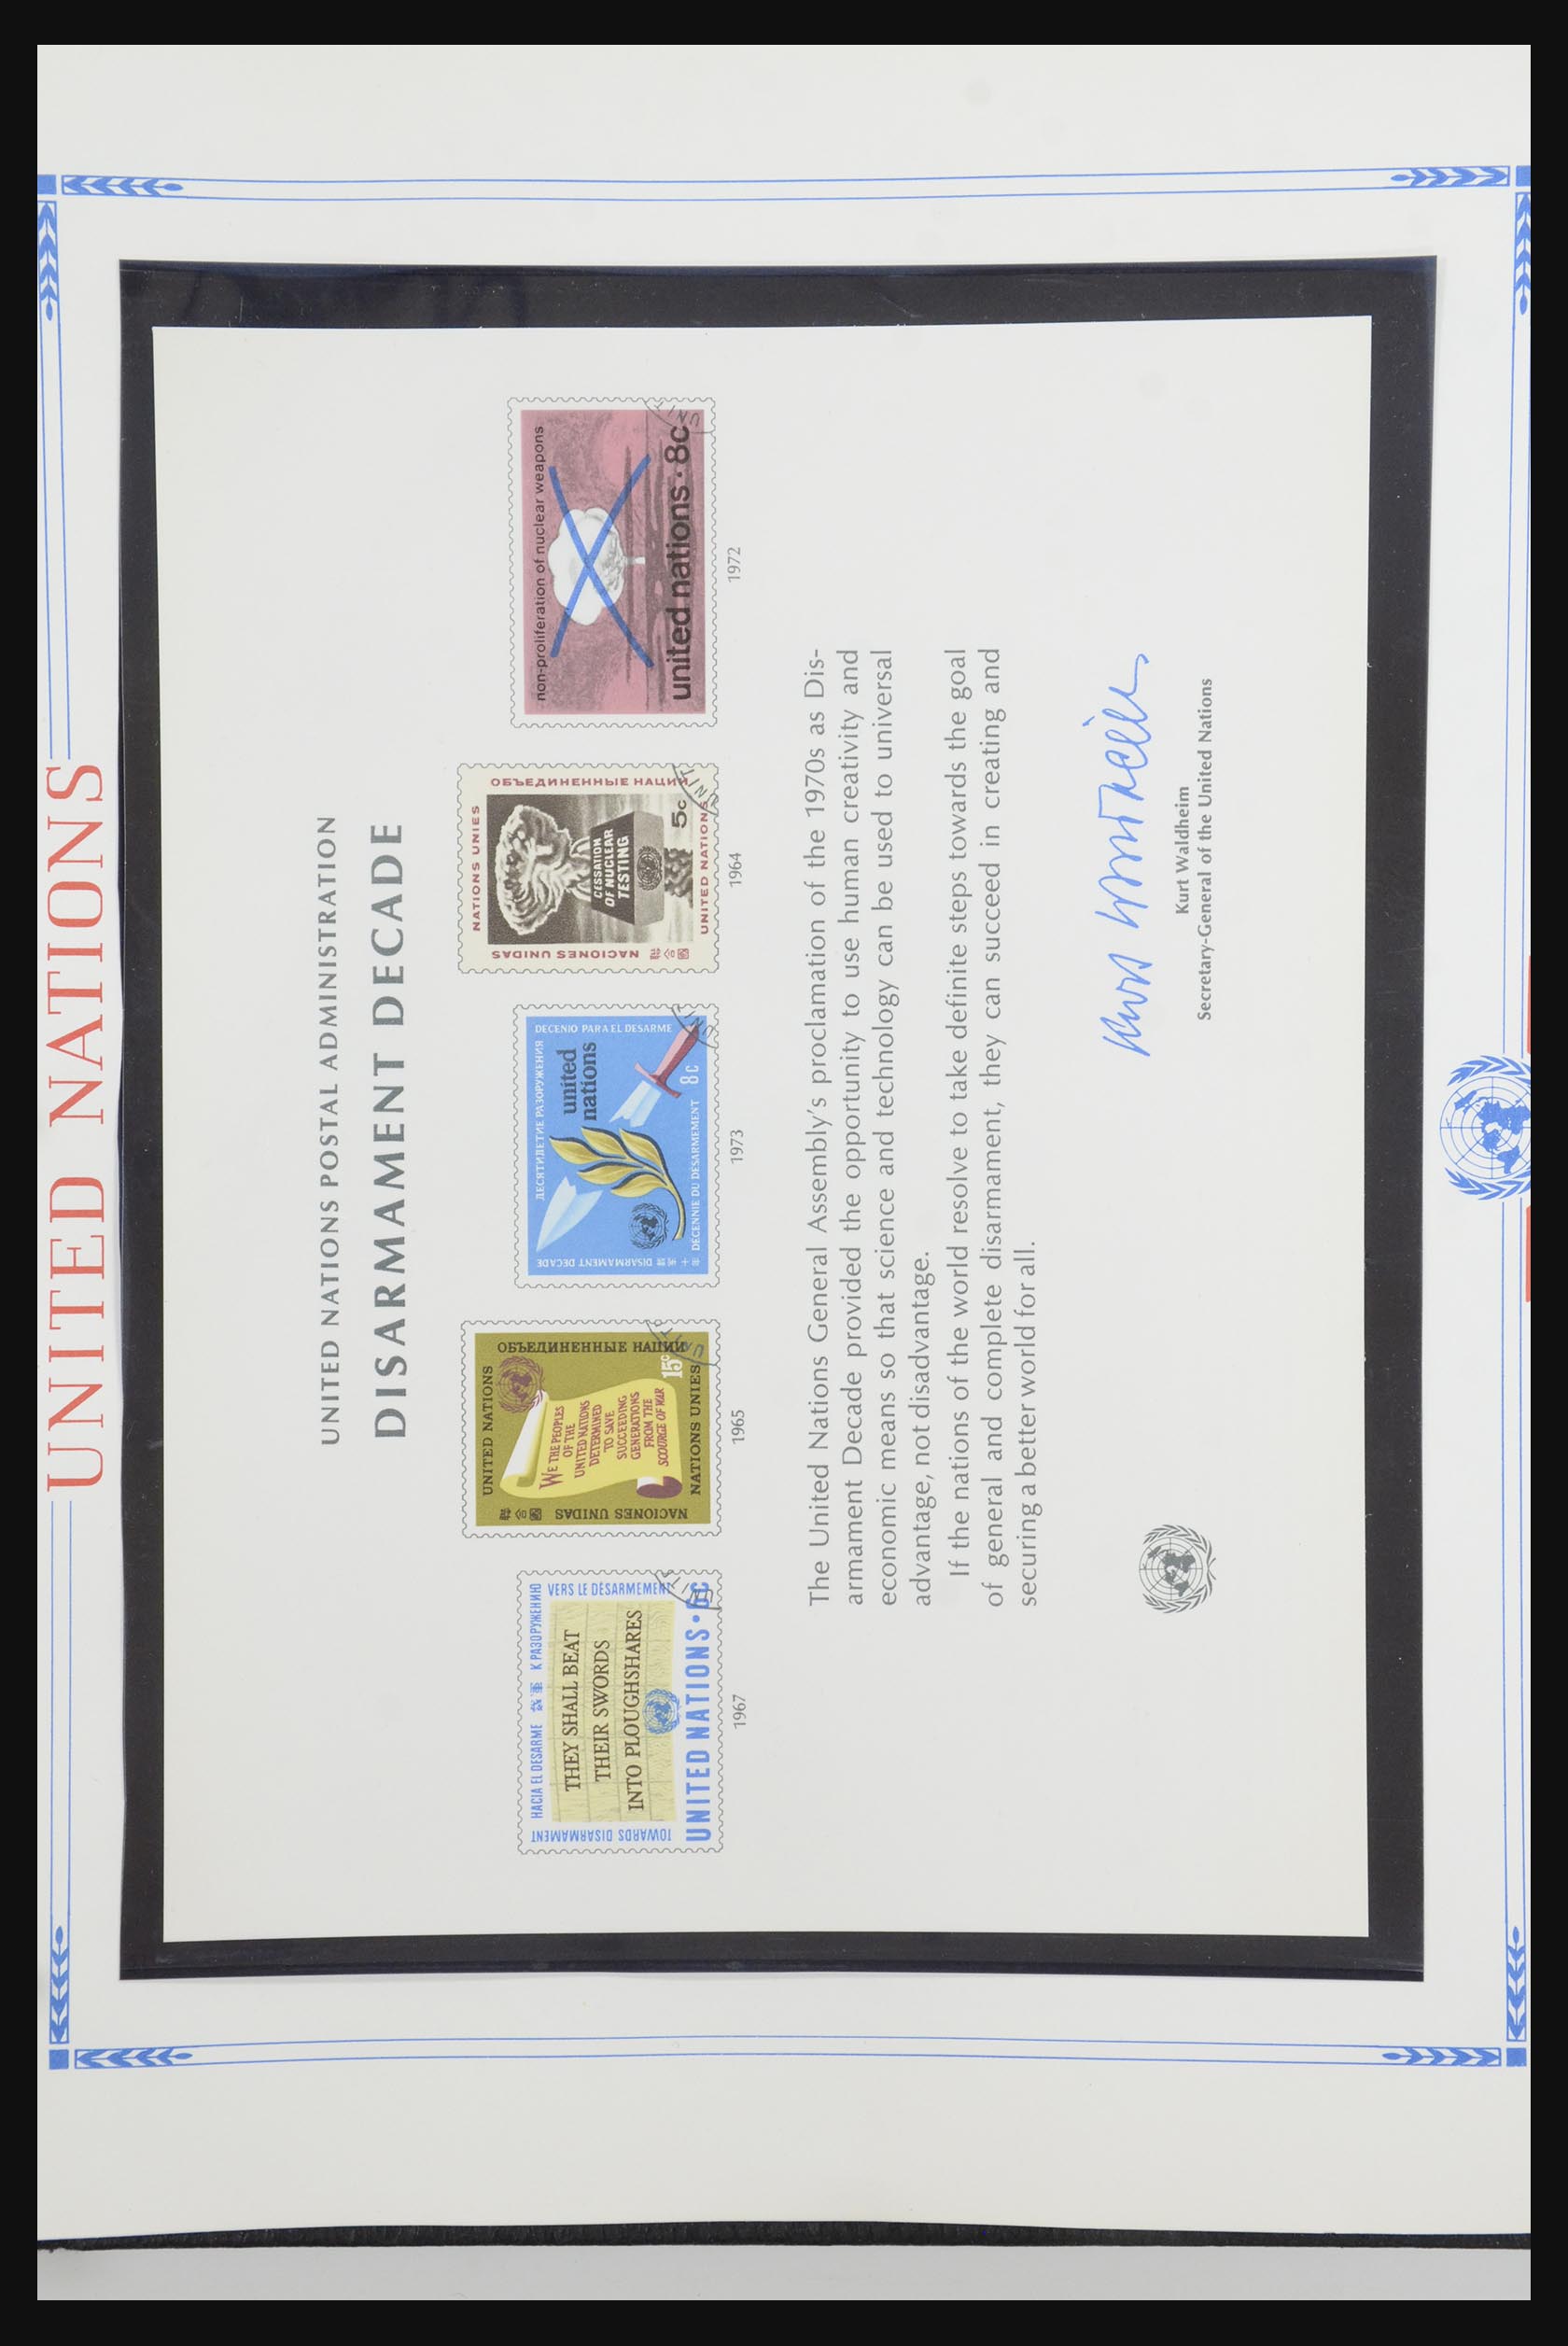 UNITED NATIONS
UNITED NATIONS POSTAL ADMINISTRATION
DISARMAMENT DECADE
HACIA EL DESARME К РАЗОРУЖЕНИЮ
VERS LE DÉSARMEMENT
TOWARDS DISARMAMENT
THEY SHALL BEAT
THEIR SWORDS
INTO PLOUGHSHARES
UNITED NATIONS • 6c
1967
UNITED NATIONS
ОБЪЕДИНЕННЫЕ НАЦИИ
NACIONES UNIDAS
WE THE PEOPLES
OF THE
UNITED NATIONS
DETERMINED
TO SAVE
SUCCEEDING
GENERATIONS
FROM THE
SCOURGE OF WAR
15c
NATIONS UNIES
1965
ДЕСЯТИЛЕТИЕ РАЗОРУЖЕНИЯ
DECENIO PARA EL DESARME
DISARMAMENT DECADE
united
nations
8c
DÉCENNIE DU DÉSARMEMENT
1973
NATIONS UNIES
ОБЪЕДИНЕННЫЕ НАЦИИ
NACIONES UNIDAS
CESSATION
OF NUCLEAR
TESTING
5c
UNITED NATIONS
1964
non-proliferation of nuclear weapons
united nations · 8c
1972
The United Nations General Assembly's proclamation of the 1970s as Dis-
armament Decade provided the opportunity to use human creativity and
economic means so that science and technology can be used to universal
advantage, not disadvantage.
If the nations of the world resolve to take definite steps towards the goal
of general and complete disarmament, they can succeed in creating and
securing a better world for all.
Kurt Waldheim
Kurt Waldheim
Secretary-General of the United Nations